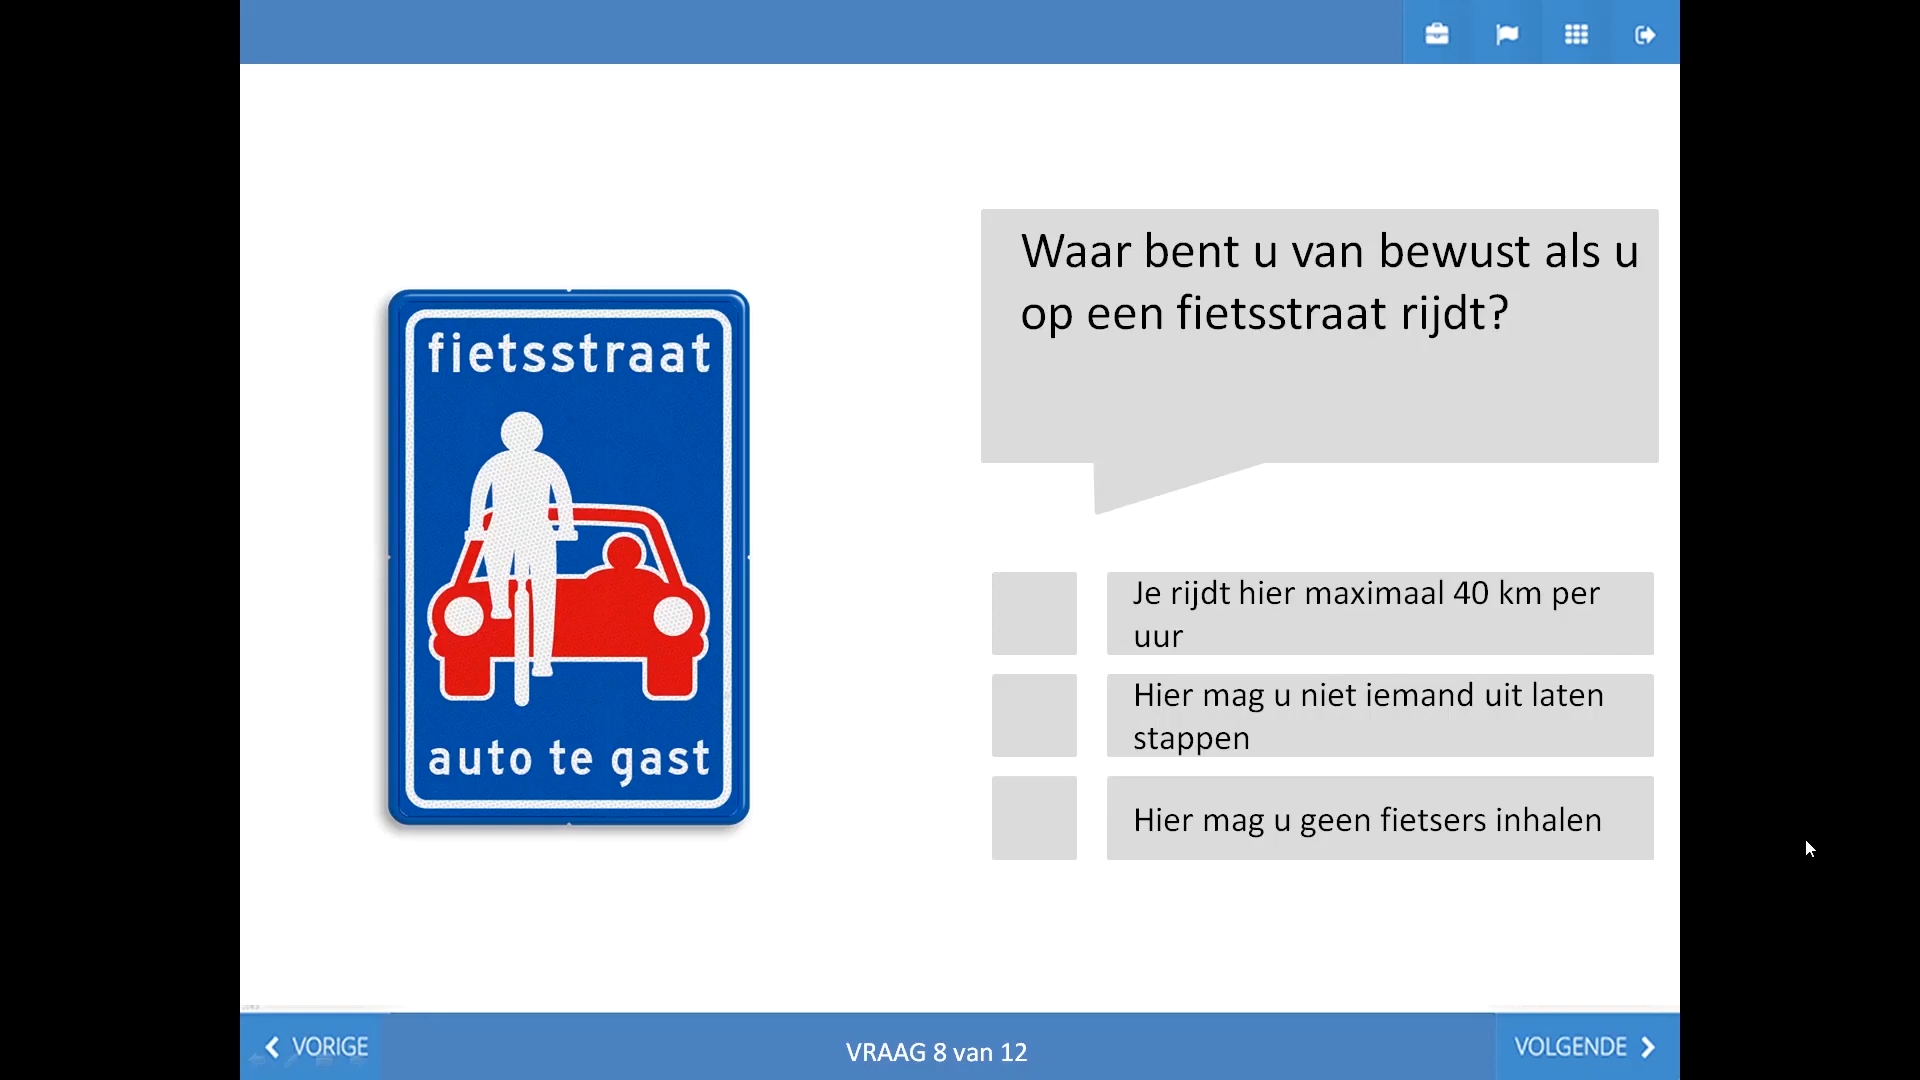 Waar bent u van bewust als u
op een fietsstraat rijdt?
fietsstraat
auto te gast
Je rijdt hier maximaal 40 km per
uur
Hier mag u niet iemand uit laten
stappen
Hier mag u geen fietsers inhalen
VORIGE
VRAAG 8 van 12
VOLGENDE